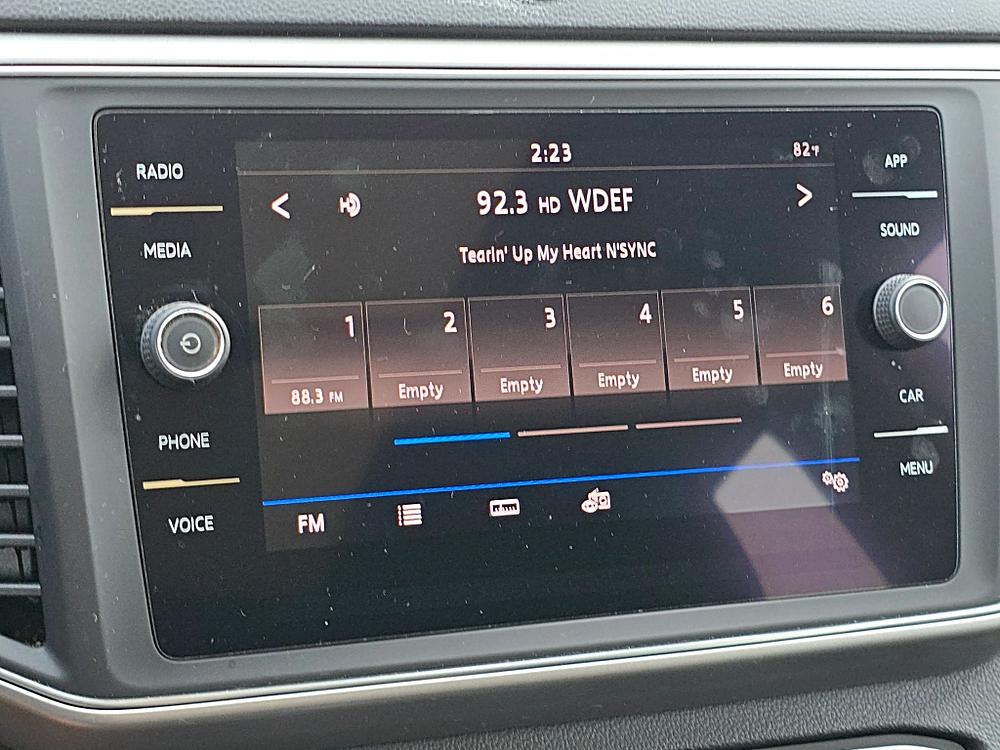 2:23
82°F
RADIO
MEDIA
PHONE
VOICE
< HD 92.3 HD WDEF >
Tearin' Up My Heart N'SYNC
1 2 3 4 5 6
88.3 FM Empty Empty Empty Empty Empty
FM
APP
SOUND
CAR
MENU